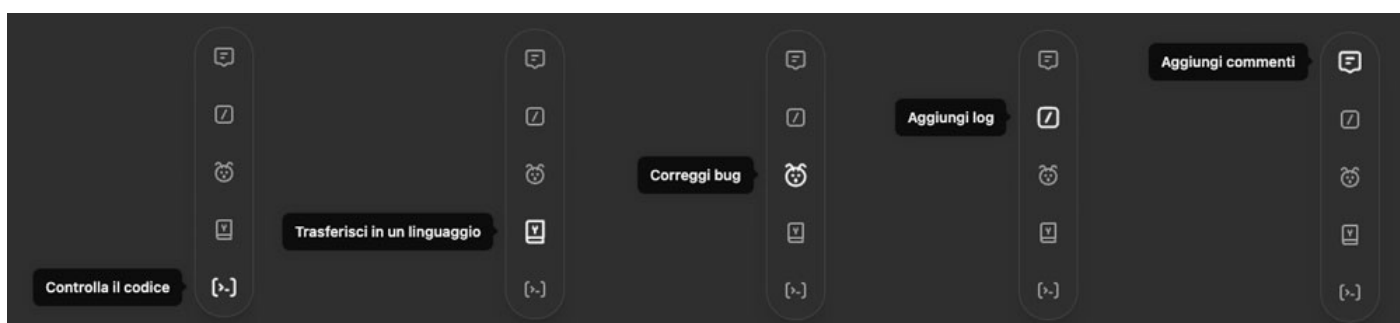 Aggiungi commenti
Aggiungi log
Correggi bug
Trasferisci in un linguaggio
Controlla il codice